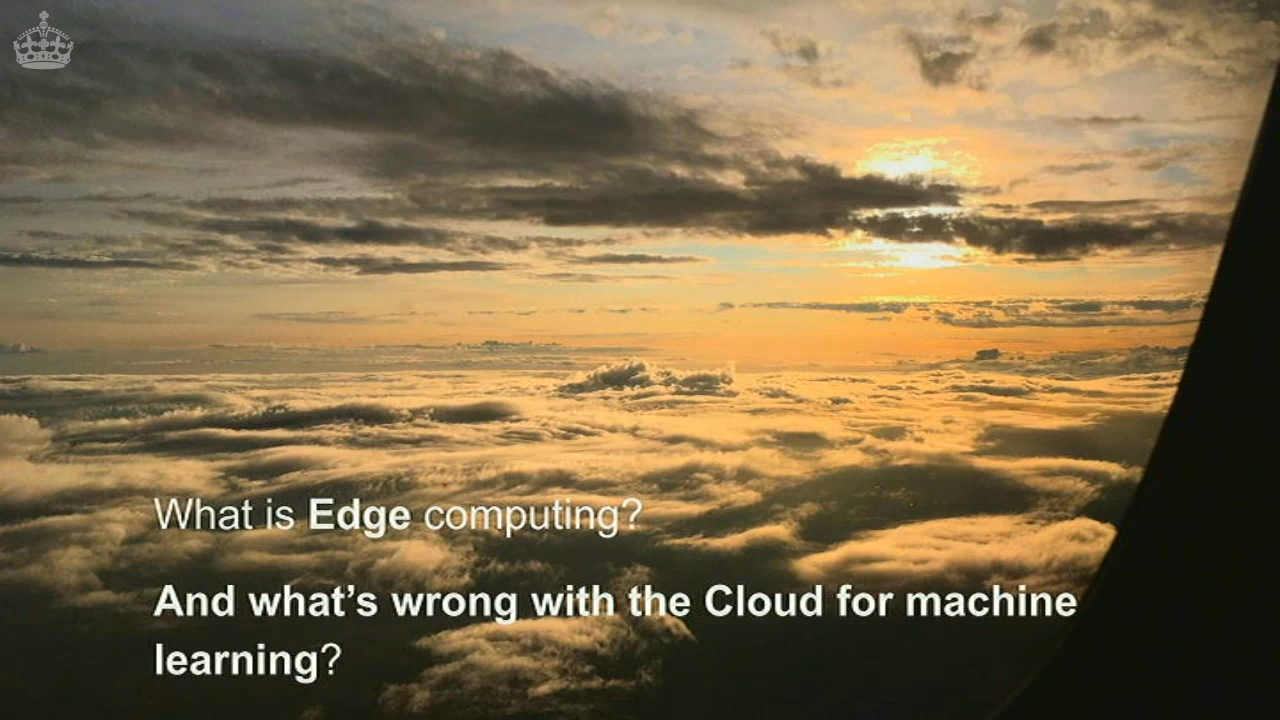 What is Edge computing?
And what’s wrong with the Cloud for machine
learning?